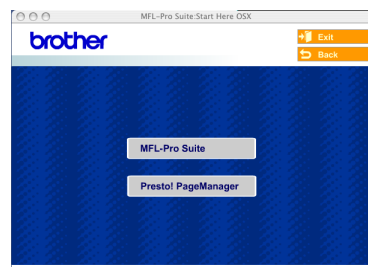 MFL-Pro Suite:Start Here OSX
brother
Exit
Back
MFL-Pro Suite
Presto! PageManager